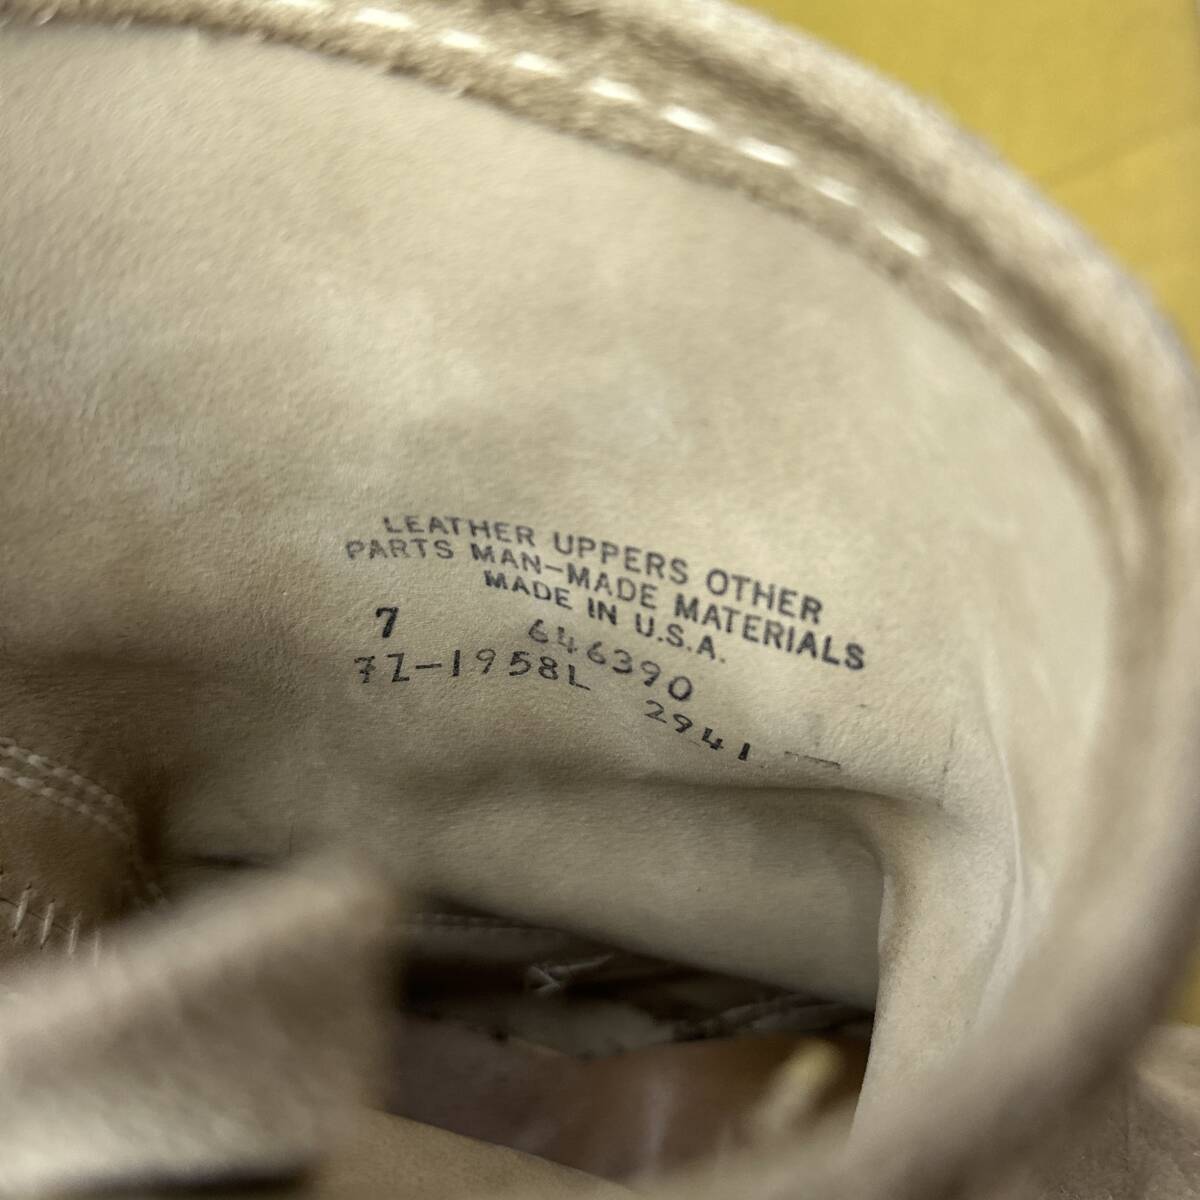 LEATHER UPPERS OTHER
PARTS MAN-MADE MATERIALS
MADE IN U.S.A.
7 646390
7Z-1958L 2941